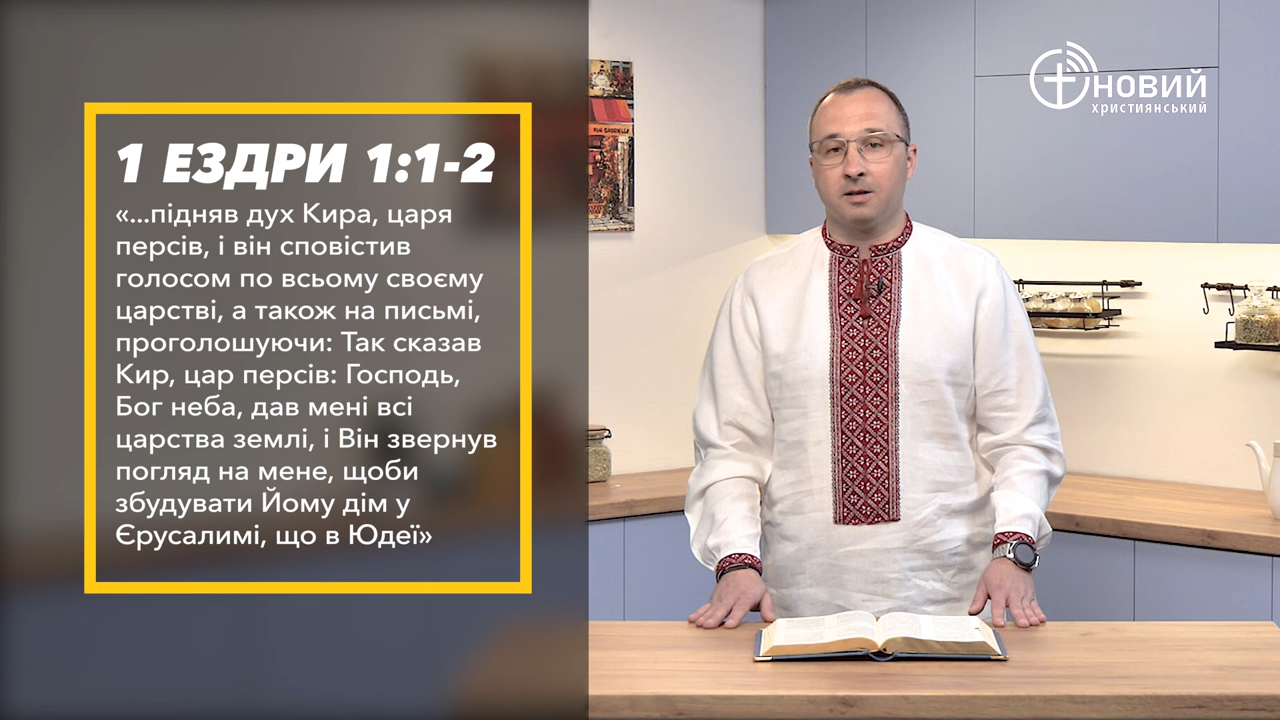 1 ЕЗДРИ 1:1-2
«...підняв дух Кира, царя
персів, і він сповістив
голосом по всьому своєму
царстві, а також на письмі,
проголошуючи: Так сказав
Кир, цар персів: Господь,
Бог неба, дав мені всі
царства землі, і Він звернув
погляд на мене, щоби
збудувати Йому дім у
Єрусалимі, що в Юдеї»
НОВИЙ
християнський
RUE GABRIELLE